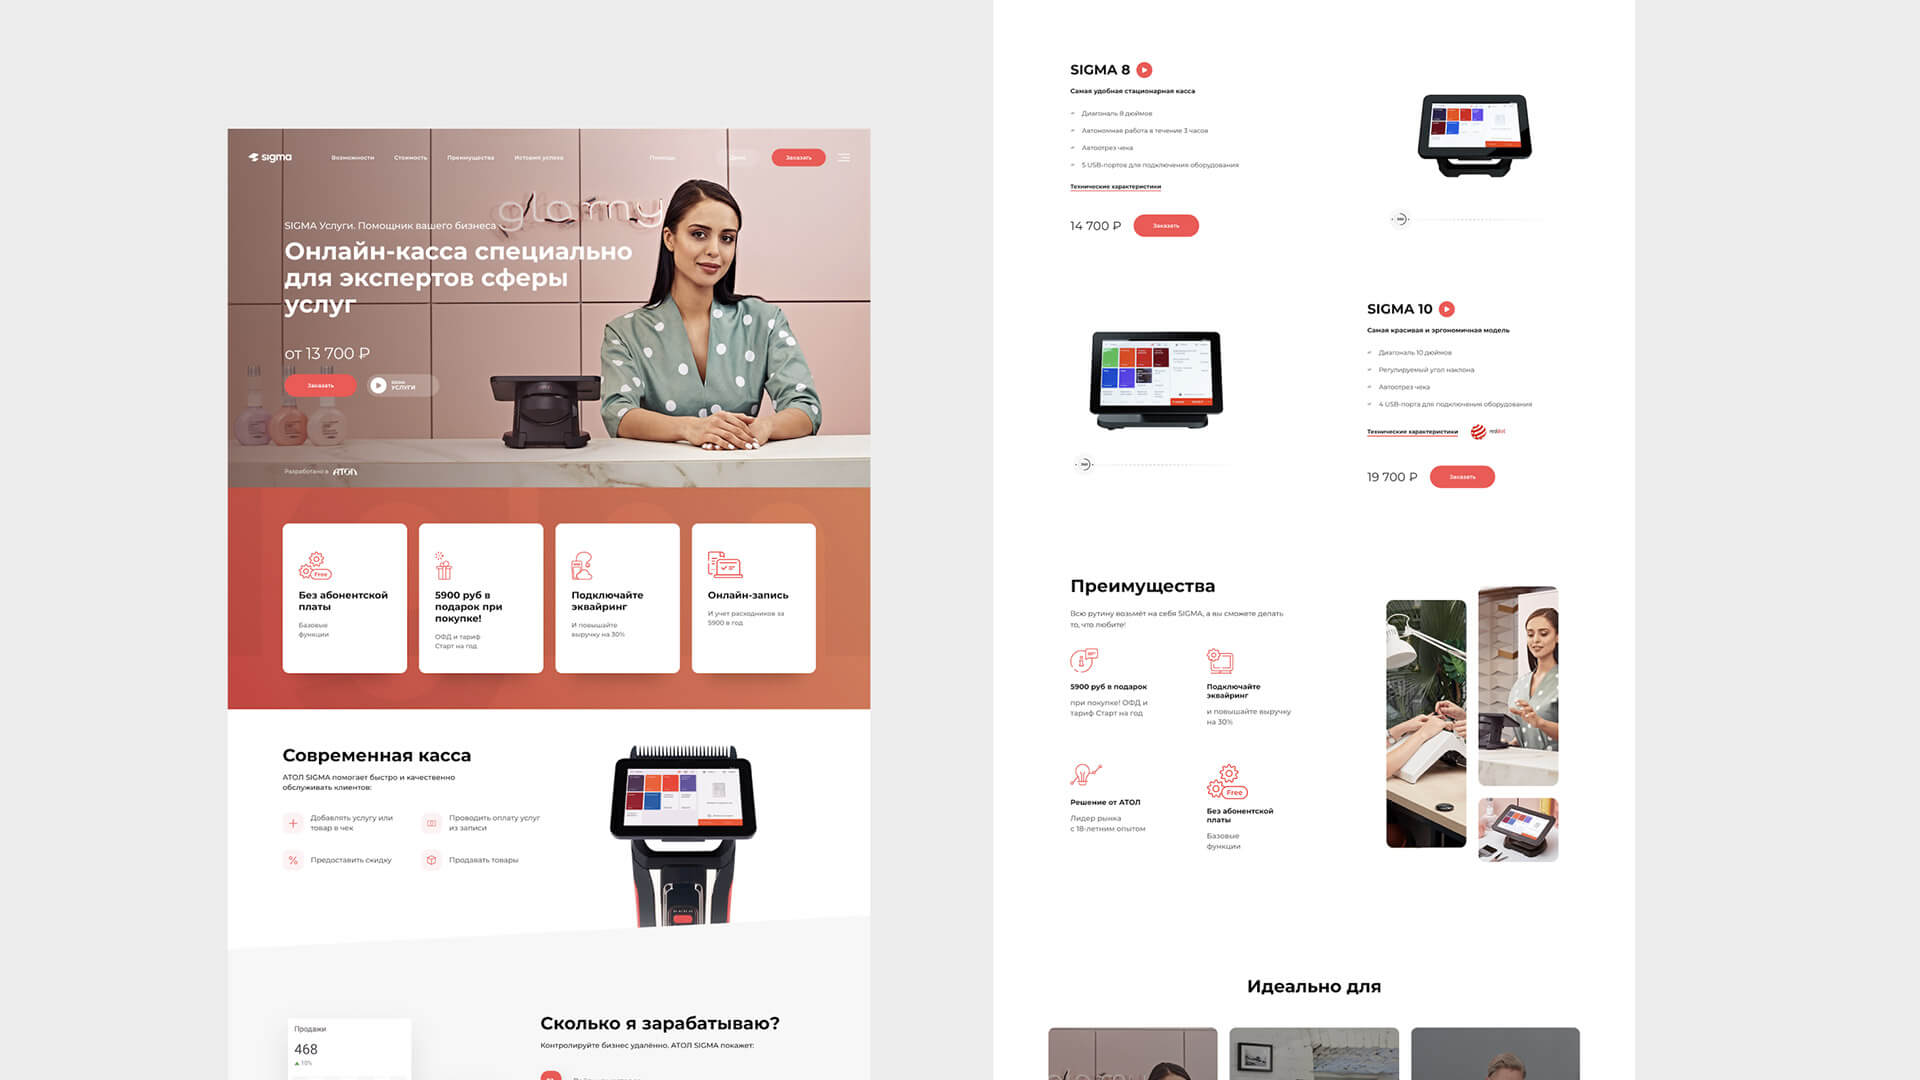 sigma
Возможности
Стоимость
Преимущества
История успеха
Помощь
Заказать
glamny
SIGMA Услуги. Помощник вашего бизнеса
Онлайн-касса специально
для экспертов сферы
услуг
от 13 700 ₽
Заказать
УСЛУГИ
Разработано в АТОЛ
Free
Без абонентской
платы
Базовые
функции
5900 руб в
подарок при
покупке!
ОФД и тариф
Старт на год
Подключайте
эквайринг
И повышайте
выручку на 30%
Онлайн-запись
И учет расходников за
5900 в год
Современная касса
АТОЛ SIGMA помогает быстро и качественно
обслуживать клиентов:
Добавлять услугу или
товар в чек
Проводить оплату услуг
из записи
Предоставить скидку
Продавать товары
Продажи
468
10%
Сколько я зарабатываю?
Контролируйте бизнес удалённо. АТОЛ SIGMA покажет:
SIGMA 8
Самая удобная стационарная касса
Диагональ 8 дюймов
Автономная работа в течение 3 часов
Автоотрез чека
5 USB-портов для подключения оборудования
Технические характеристики
14 700 ₽
Заказать
SIGMA 10
Самая красивая и эргономичная модель
Диагональ 10 дюймов
Регулируемый угол наклона
Автоотрез чека
4 USB-порта для подключения оборудования
Технические характеристики
reddot
19 700 ₽
Заказать
Преимущества
Всю рутину возьмёт на себя SIGMA, а вы сможете делать
то, что любите!
5900 руб в подарок
при покупке! ОФД и
тариф Старт на год
Подключайте
эквайринг
и повышайте выручку
на 30%
Решение от АТОЛ
Лидер рынка
с 18-летним опытом
Free
Без абонентской
платы
Базовые
функции
Идеально для